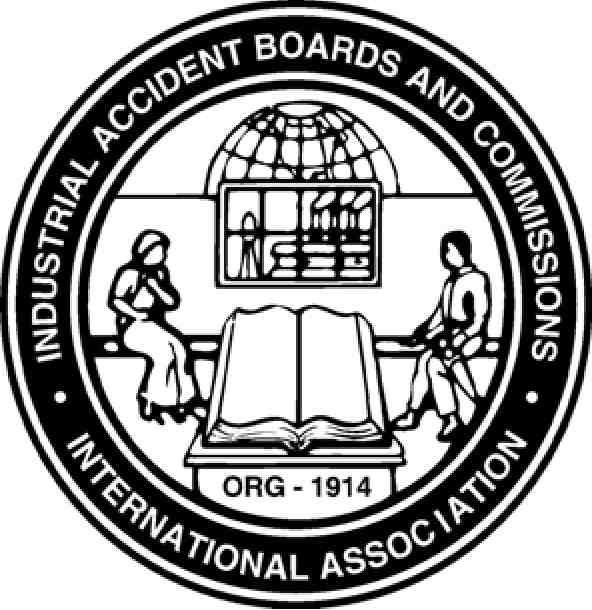 INDUSTRIAL ACCIDENT BOARDS AND COMMISSIONS
• INTERNATIONAL ASSOCIATION •
ORG - 1914